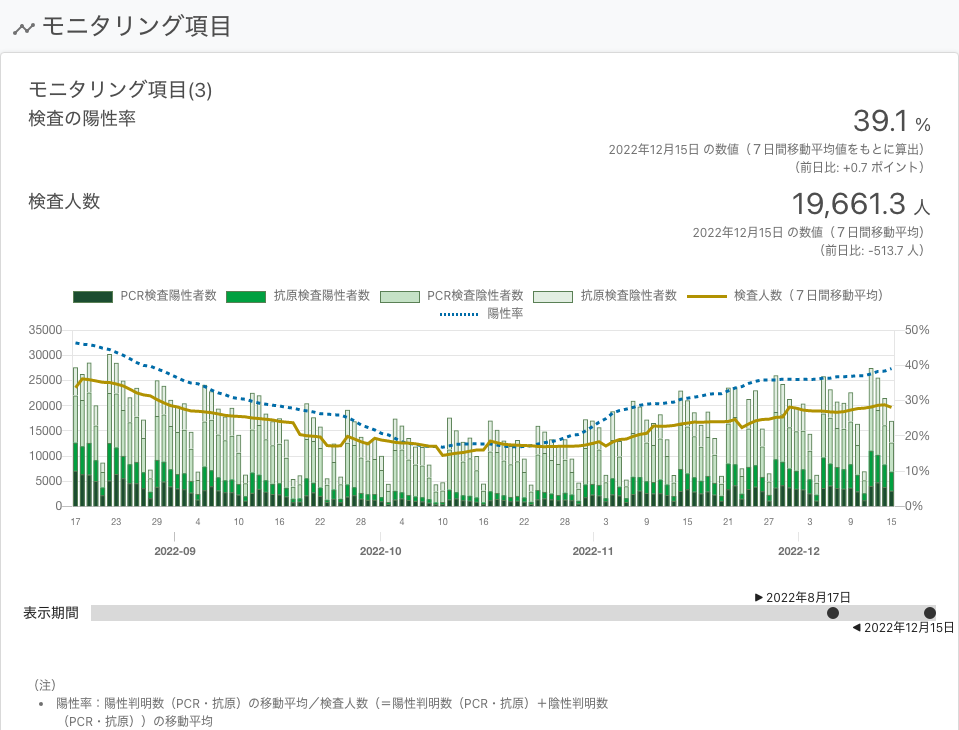 モニタリング項目
モニタリング項目(3)
検査の陽性率
39.1 %
2022年12月15日 の数値（７日間移動平均値をもとに算出）
（前日比: +0.7 ポイント）
検査人数
19,661.3 人
2022年12月15日 の数値（７日間移動平均）
（前日比: -513.7 人）
PCR検査陽性者数 抗原検査陽性者数 PCR検査陰性者数 抗原検査陰性者数 検査人数（７日間移動平均）
陽性率
35000 50%
30000 40%
25000
20000 30%
15000 20%
10000
5000 10%
0 0%
17 23 29 4 10 16 22 28 4 10 16 22 28 3 9 15 21 27 3 9 15
2022-09 2022-10 2022-11 2022-12
▶ 2022年8月17日
表示期間
◀ 2022年12月15日
（注）
• 陽性率：陽性判明数（PCR・抗原）の移動平均／検査人数（＝陽性判明数（PCR・抗原）＋陰性判明数
（PCR・抗原））の移動平均